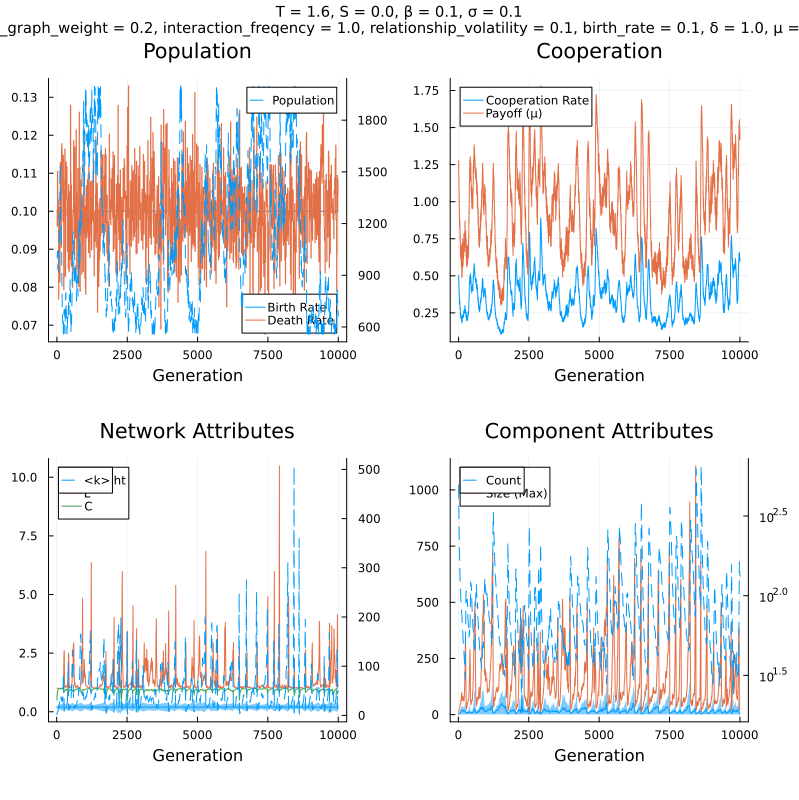 T = 1.6, S = 0.0, β = 0.1, σ = 0.1
_graph_weight = 0.2, interaction_freqency = 1.0, relationship_volatility = 0.1, birth_rate = 0.1, δ = 1.0, μ =
Population
Cooperation
0.13
0.12
0.11
0.10
0.09
0.08
0.07
1800
1500
1200
900
600
Population
Birth Rate
Death Rate
0 2500 5000 7500 10000
Generation
1.75
1.50
1.25
1.00
0.75
0.50
0.25
Cooperation Rate
Payoff (μ)
0 2500 5000 7500 10000
Generation
Network Attributes
Component Attributes
10.0
7.5
5.0
2.5
0.0
500
400
300
200
100
0
<k> ht
L
C
0 2500 5000 7500 10000
Generation
1000
750
500
250
0
10^2.5
10^2.0
10^1.5
Count
Size (Max)
0 2500 5000 7500 10000
Generation